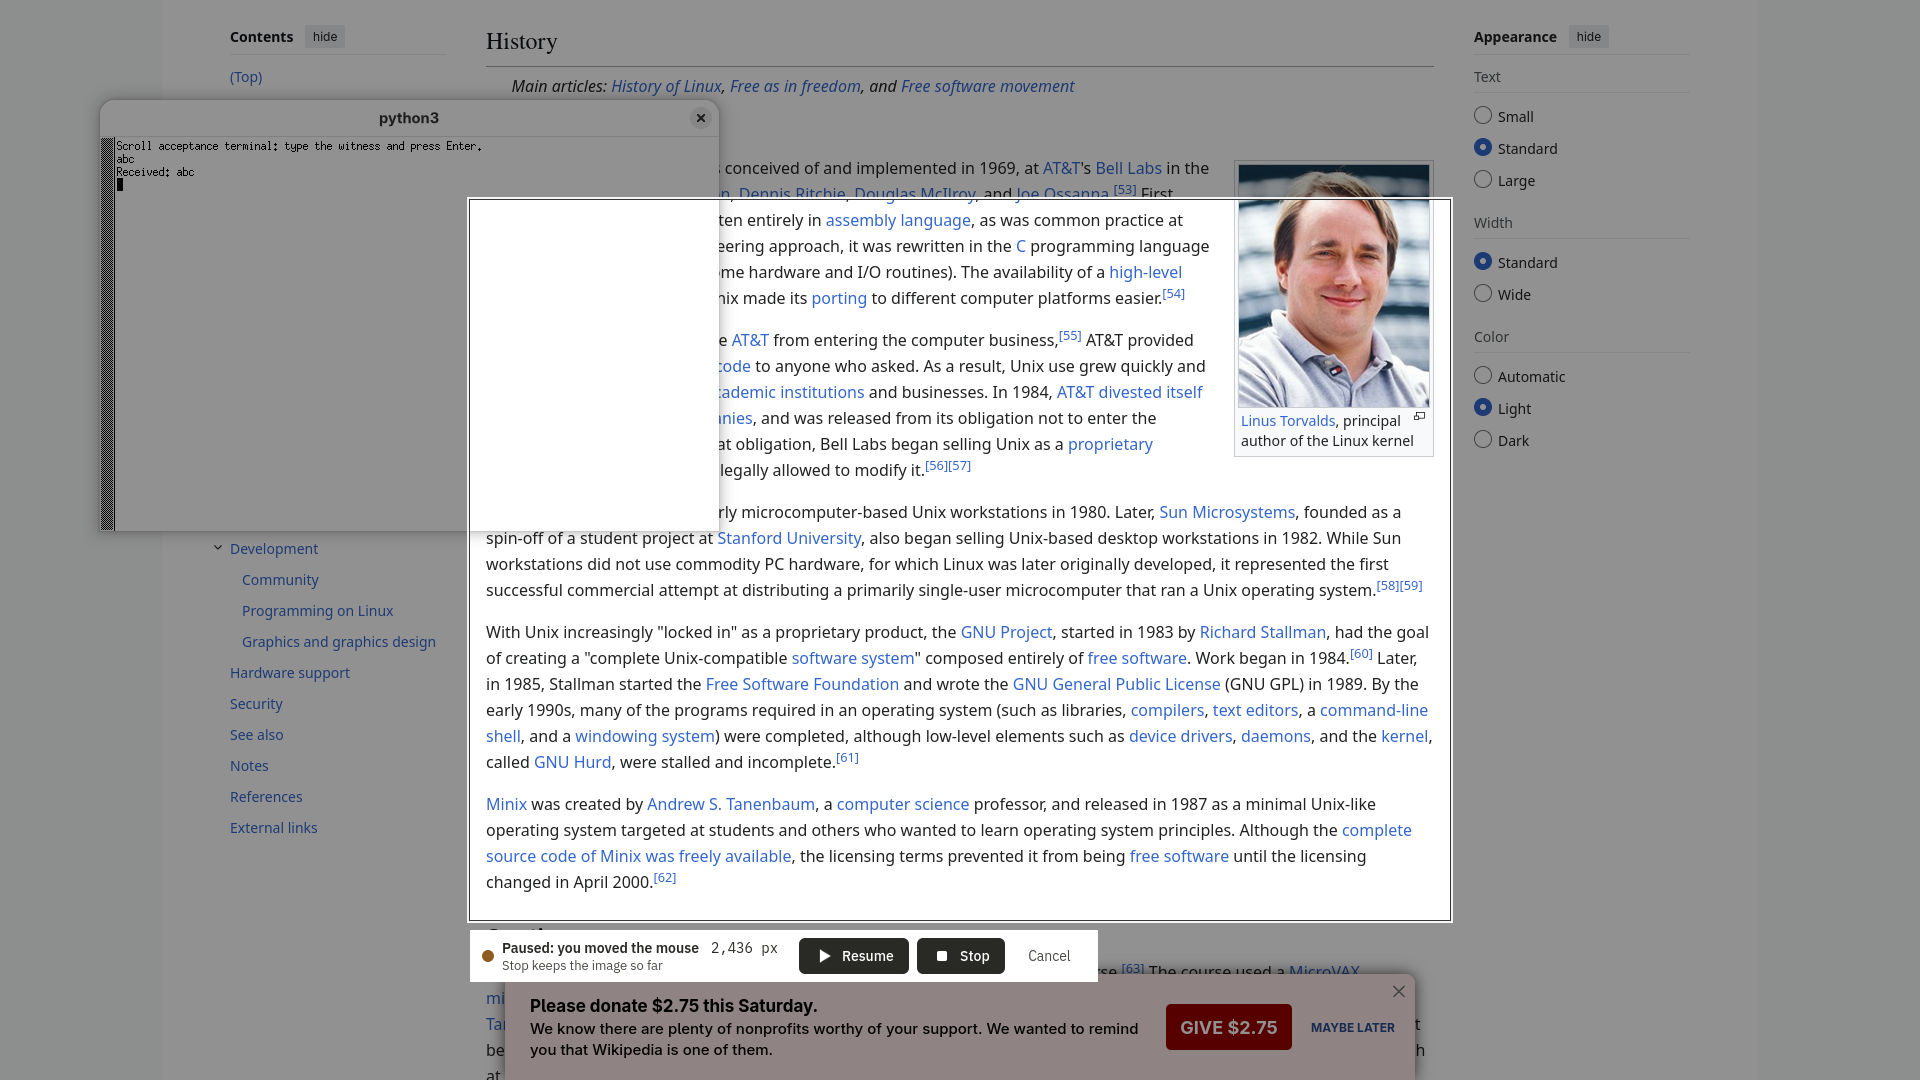 Contents hide
(Top)
python3
Scroll acceptance terminal: type the witness and press Enter.
abc
Received: abc
Development
Community
Programming on Linux
Graphics and graphics design
Hardware support
Security
See also
Notes
References
External links
History
Main articles: History of Linux, Free as in freedom, and Free software movement
conceived of and implemented in 1969, at AT&T's Bell Labs in the
Dennis Ritchie, Douglas McIlroy, and Joe Ossanna.[53] First
entirely in assembly language, as was common practice at
approach, it was rewritten in the C programming language
hardware and I/O routines). The availability of a high-level
made its porting to different computer platforms easier.[54]
AT&T from entering the computer business,[55] AT&T provided
code to anyone who asked. As a result, Unix use grew quickly and
academic institutions and businesses. In 1984, AT&T divested itself
, and was released from its obligation not to enter the
obligation, Bell Labs began selling Unix as a proprietary
legally allowed to modify it.[56][57]
Linus Torvalds, principal
author of the Linux kernel
microcomputer-based Unix workstations in 1980. Later, Sun Microsystems, founded as a
spin-off of a student project at Stanford University, also began selling Unix-based desktop workstations in 1982. While Sun
workstations did not use commodity PC hardware, for which Linux was later originally developed, it represented the first
successful commercial attempt at distributing a primarily single-user microcomputer that ran a Unix operating system.[58][59]
With Unix increasingly "locked in" as a proprietary product, the GNU Project, started in 1983 by Richard Stallman, had the goal
of creating a "complete Unix-compatible software system" composed entirely of free software. Work began in 1984.[60] Later,
in 1985, Stallman started the Free Software Foundation and wrote the GNU General Public License (GNU GPL) in 1989. By the
early 1990s, many of the programs required in an operating system (such as libraries, compilers, text editors, a command-line
shell, and a windowing system) were completed, although low-level elements such as device drivers, daemons, and the kernel,
called GNU Hurd, were stalled and incomplete.[61]
Minix was created by Andrew S. Tanenbaum, a computer science professor, and released in 1987 as a minimal Unix-like
operating system targeted at students and others who wanted to learn operating system principles. Although the complete
source code of Minix was freely available, the licensing terms prevented it from being free software until the licensing
changed in April 2000.[62]
Paused: you moved the mouse 2,436 px
Stop keeps the image so far
Resume Stop Cancel
[63] The course used a MicroVAX
Please donate $2.75 this Saturday.
We know there are plenty of nonprofits worthy of your support. We wanted to remind
you that Wikipedia is one of them.
GIVE $2.75 MAYBE LATER
be
at
Appearance hide
Text
Small
Standard
Large
Width
Standard
Wide
Color
Automatic
Light
Dark